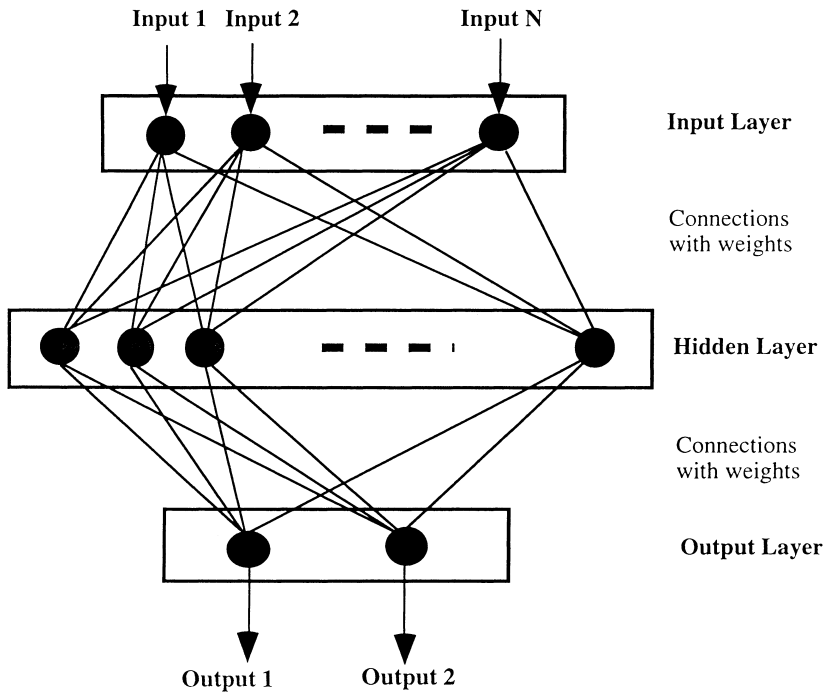 Input 1
Input 2
Input N
Input Layer
Connections
with weights
Hidden Layer
Connections
with weights
Output Layer
Output 1
Output 2